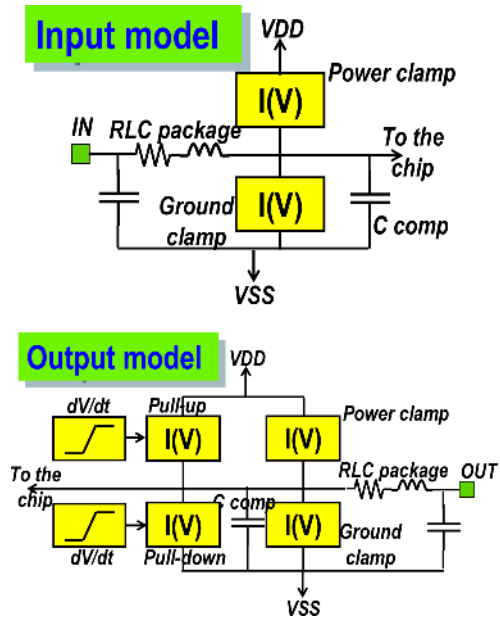 Input model
VDD
Power clamp
I(V)
IN
RLC package
To the
chip
Ground
clamp
I(V)
C comp
VSS
Output model
VDD
dV/dt
Pull-up
Power clamp
I(V)
I(V)
RLC package
OUT
To the
chip
C comp
I(V)
I(V)
Ground
clamp
dV/dt
Pull-down
VSS